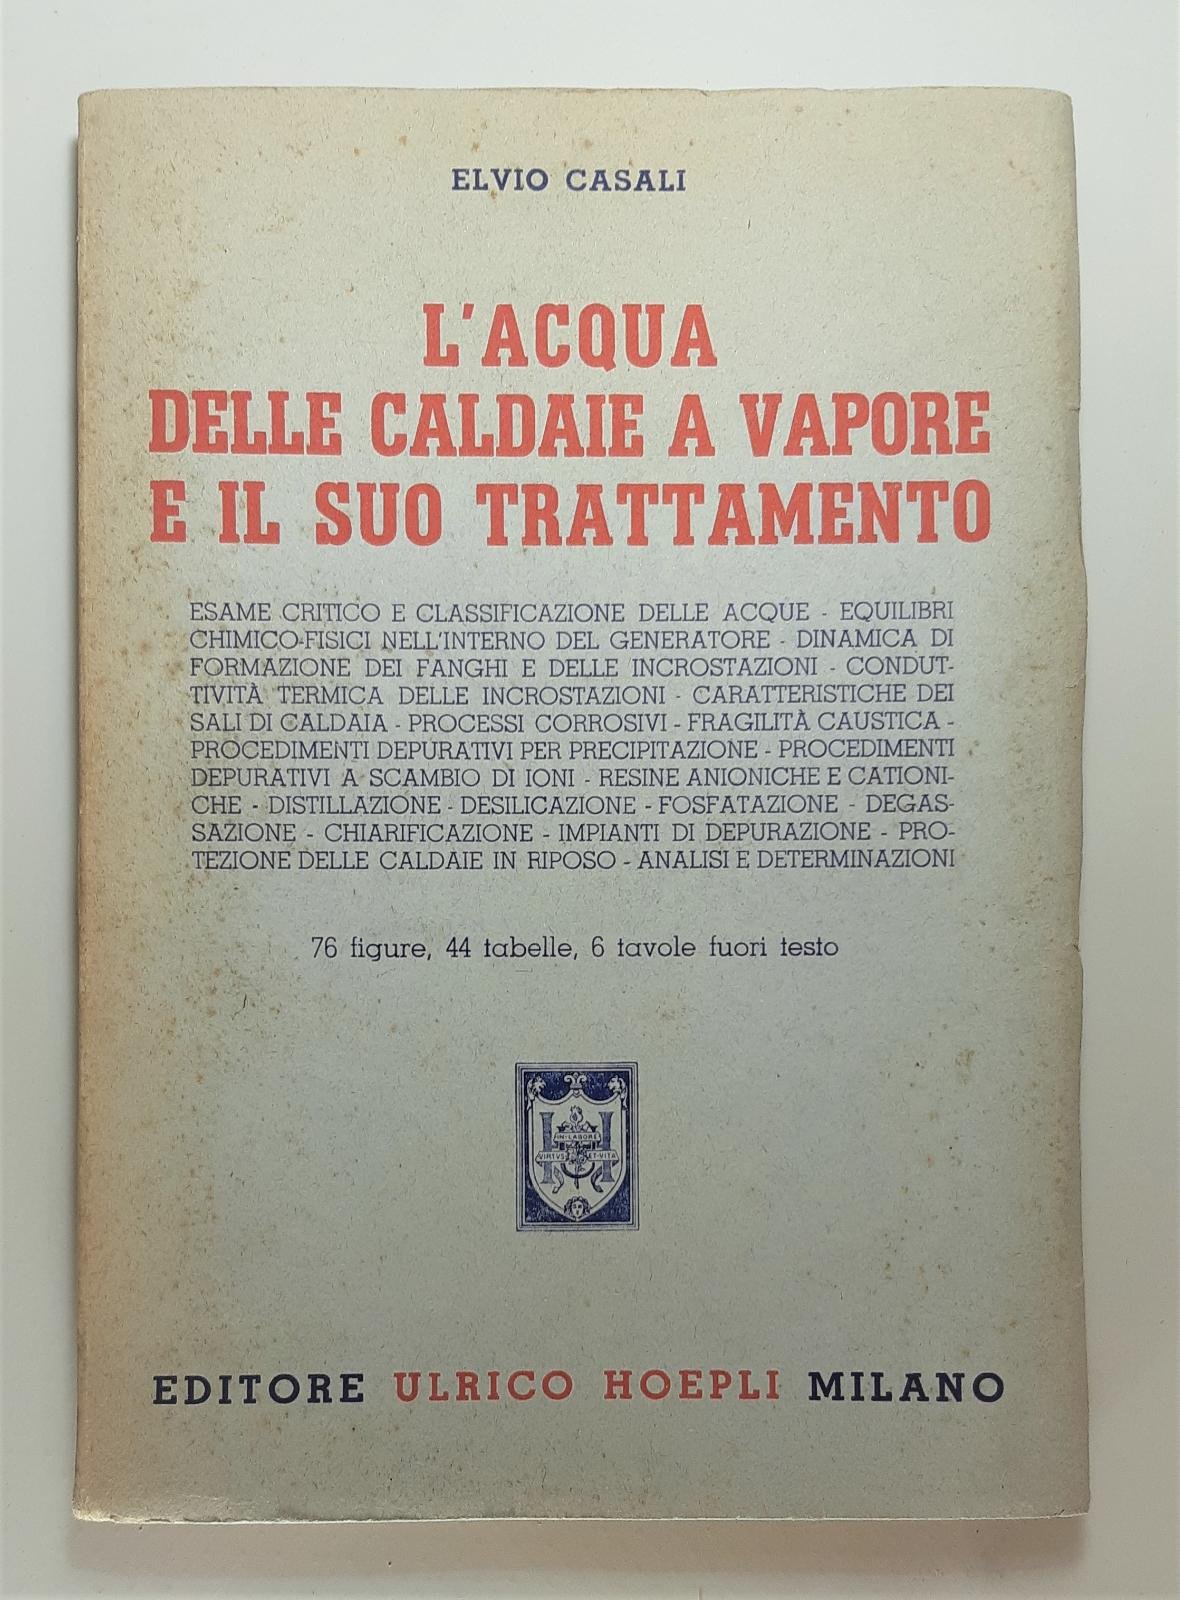 ELVIO CASALI
L'ACQUA
DELLE CALDAIE A VAPORE
E IL SUO TRATTAMENTO
ESAME CRITICO E CLASSIFICAZIONE DELLE ACQUE - EQUILIBRI
CHIMICO-FISICI NELL'INTERNO DEL GENERATORE - DINAMICA DI
FORMAZIONE DEI FANGHI E DELLE INCROSTAZIONI - CONDUT-
TIVITÀ TERMICA DELLE INCROSTAZIONI - CARATTERISTICHE DEI
SALI DI CALDAIA - PROCESSI CORROSIVI - FRAGILITÀ CAUSTICA -
PROCEDIMENTI DEPURATIVI PER PRECIPITAZIONE - PROCEDIMENTI
DEPURATIVI A SCAMBIO DI IONI - RESINE ANIONICHE E CATIONI-
CHE - DISTILLAZIONE - DESILICAZIONE - FOSFATAZIONE - DEGAS-
SAZIONE - CHIARIFICAZIONE - IMPIANTI DI DEPURAZIONE - PRO-
TEZIONE DELLE CALDAIE IN RIPOSO - ANALISI E DETERMINAZIONI
76 figure, 44 tabelle, 6 tavole fuori testo
IN·LABORE
VIRTVS ET·VITA
EDITORE ULRICO HOEPLI MILANO